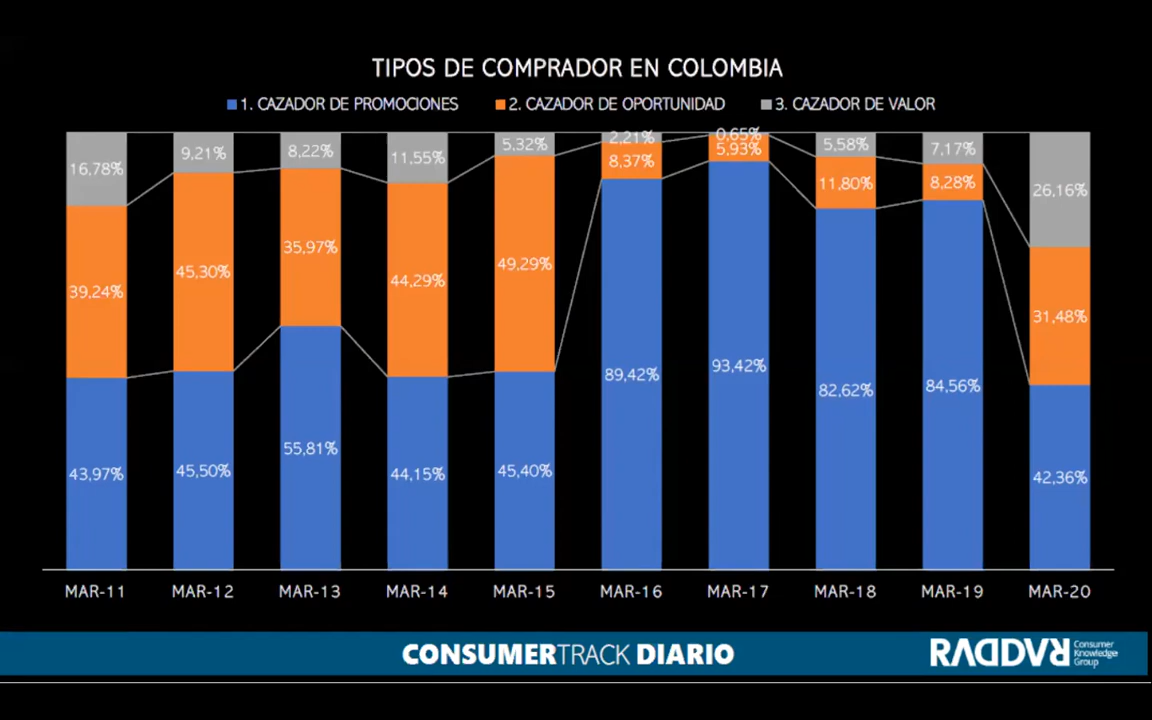 TIPOS DE COMPRADOR EN COLOMBIA
1. CAZADOR DE PROMOCIONES 2. CAZADOR DE OPORTUNIDAD 3. CAZADOR DE VALOR
16,78% 9,21% 8,22% 11,55% 5,32% 2,21% 0,65% 5,58% 7,17% 26,16%
39,24% 45,30% 35,97% 44,29% 49,29% 8,37% 5,93% 11,80% 8,28% 31,48%
43,97% 45,50% 55,81% 44,15% 45,40% 89,42% 93,42% 82,62% 84,56% 42,36%
MAR-11 MAR-12 MAR-13 MAR-14 MAR-15 MAR-16 MAR-17 MAR-18 MAR-19 MAR-20
CONSUMERTRACK DIARIO
RADDAR Consumer
Knowledge
Group